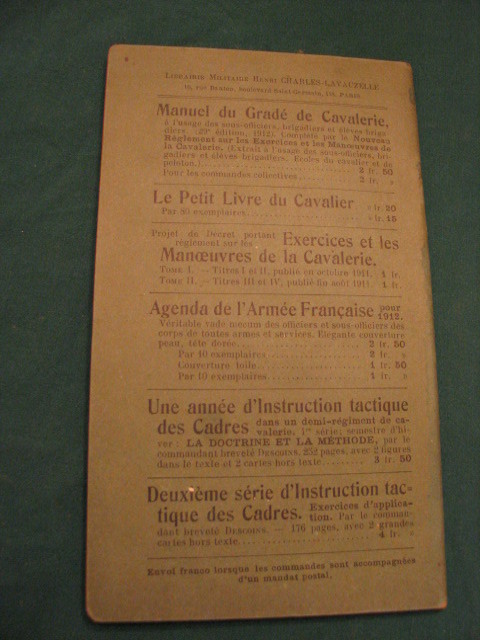 LIBRAIRIE MILITAIRE HENRI CHARLES-LAVAUZELLE
10, rue Danton, boulevard Saint-Germain, 118, PARIS.
Manuel du Gradé de Cavalerie,
à l'usage des sous-officiers, brigadiers et élèves-briga-
diers. (29e édition, 1912). Complété par le Nouveau
Règlement sur les Exercices et les Manœuvres de
la Cavalerie. (Extrait à l'usage des sous-officiers, bri-
gadiers et élèves brigadiers. Écoles du cavalier et de
peloton.)........ 2 fr. 50
Pour les commandes collectives........ 2 fr. »
Le Petit Livre du Cavalier » fr. 20
Par 80 exemplaires........ » fr. 15
Projet de Décret portant
règlement sur les Exercices et les
Manœuvres de la Cavalerie.
Tome I. — Titres I et II, publié en octobre 1911. 1 fr.
Tome II. — Titres III et IV, publié fin août 1911 1 fr.
Agenda de l'Armée Française pour
1912.
Véritable vade mecum des officiers et sous-officiers des
corps de toutes armes et services. Élégante couverture
peau, tête dorée........ 2 fr. 50
Par 10 exemplaires........ 2 fr. »
Couverture toile........ 1 fr. 50
Par 10 exemplaires........ 1 fr. »
Une année d'Instruction tactique
des Cadres dans un demi-régiment de ca-
valerie. 1re série; semestre d'hi-
ver : LA DOCTRINE ET LA MÉTHODE, par le
commandant breveté DESCOINS. 252 pages, avec 2 figures
dans le texte et 2 cartes hors texte........ 3 fr. 50
Deuxième série d'Instruction tac-
tique des Cadres. Exercices d'applica-
tion. Par le comman-
dant breveté DESCOINS. — 176 pages, avec 2 grandes
cartes hors texte........ 4 fr. »
Envoi franco lorsque les commandes sont accompagnées
d'un mandat postal.